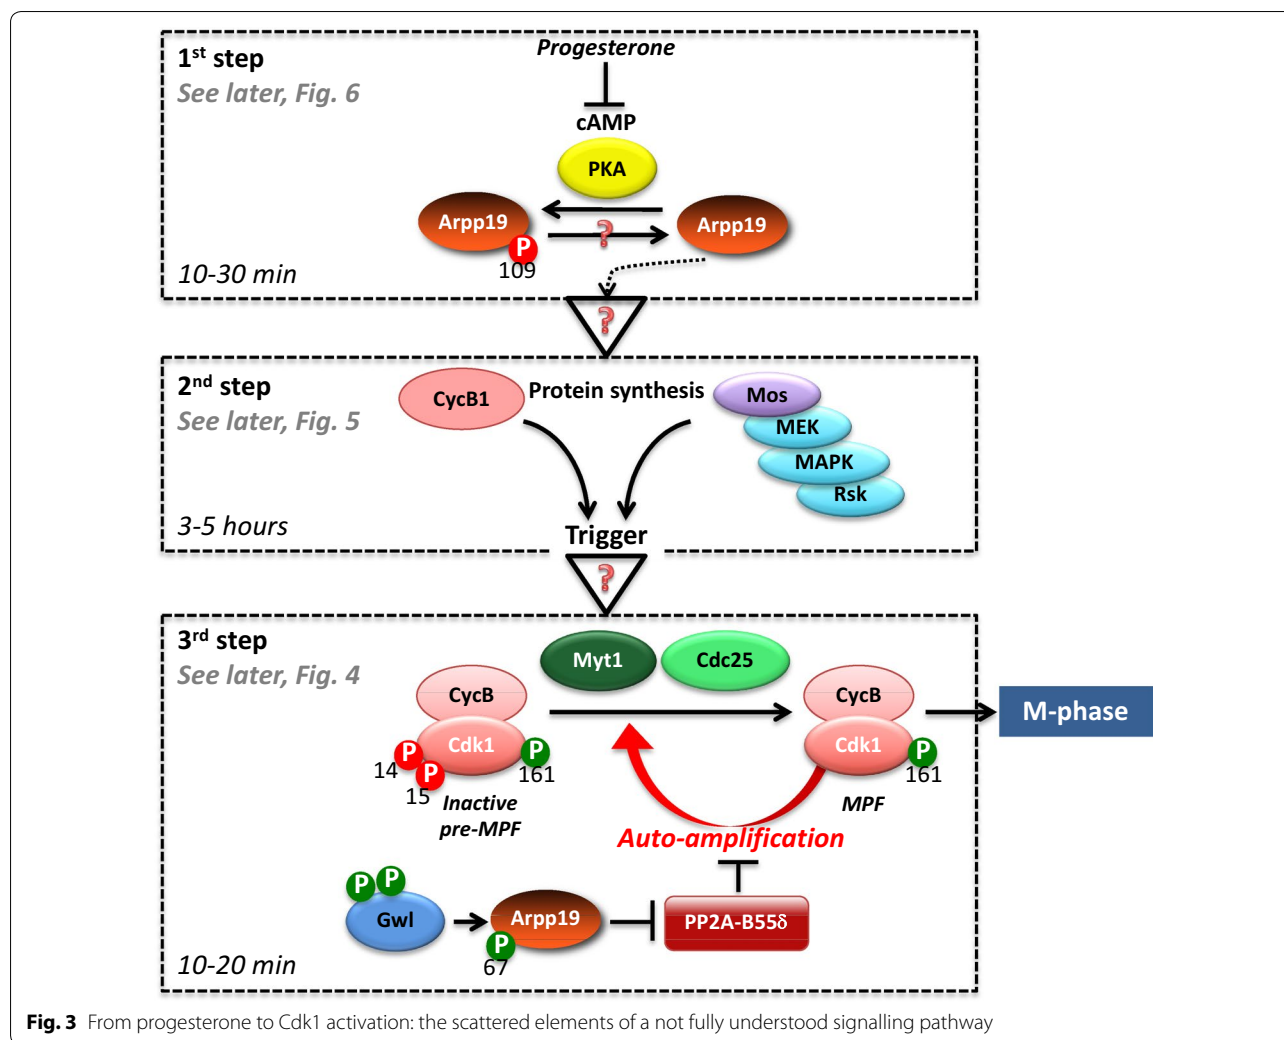 1st step
See later, Fig. 6
Progesterone
cAMP
PKA
Arpp19
P
109
?
Arpp19
10-30 min
?
2nd step
See later, Fig. 5
CycB1
Protein synthesis
Mos
MEK
MAPK
Rsk
3-5 hours
Trigger
?
3rd step
See later, Fig. 4
Myt1
Cdc25
CycB
Cdk1
P
14
P
15
P
161
Inactive
pre-MPF
CycB
Cdk1
P
161
MPF
M-phase
Auto-amplification
P
P
Gwl
Arpp19
P
67
PP2A-B55δ
10-20 min
Fig. 3 From progesterone to Cdk1 activation: the scattered elements of a not fully understood signalling pathway